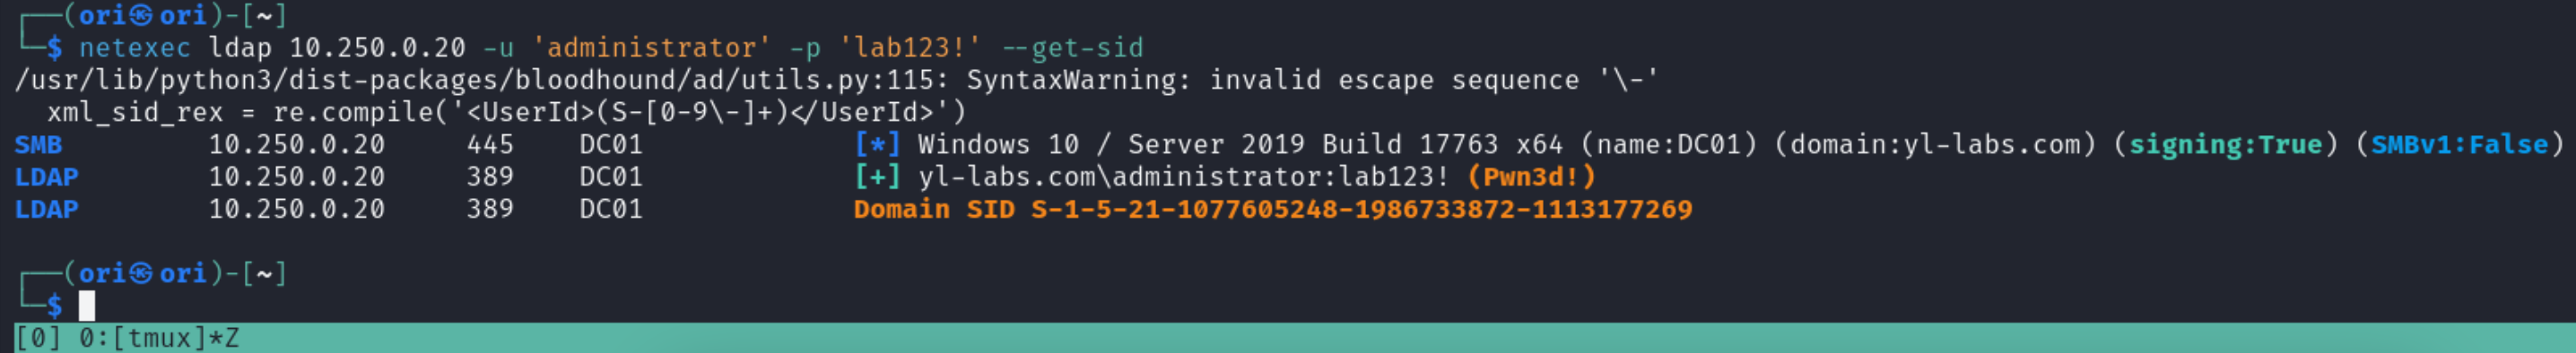 ┌──(ori㉿ori)-[~]
└─$ netexec ldap 10.250.0.20 -u 'administrator' -p 'lab123!' --get-sid
/usr/lib/python3/dist-packages/bloodhound/ad/utils.py:115: SyntaxWarning: invalid escape sequence '\-'
  xml_sid_rex = re.compile('<UserId>(S-[0-9\-]+)</UserId>')
SMB         10.250.0.20     445    DC01             [*] Windows 10 / Server 2019 Build 17763 x64 (name:DC01) (domain:yl-labs.com) (signing:True) (SMBv1:False)
LDAP        10.250.0.20     389    DC01             [+] yl-labs.com\administrator:lab123! (Pwn3d!)
LDAP        10.250.0.20     389    DC01             Domain SID S-1-5-21-1077605248-1986733872-1113177269
┌──(ori㉿ori)-[~]
└─$
[0] 0:[tmux]*Z